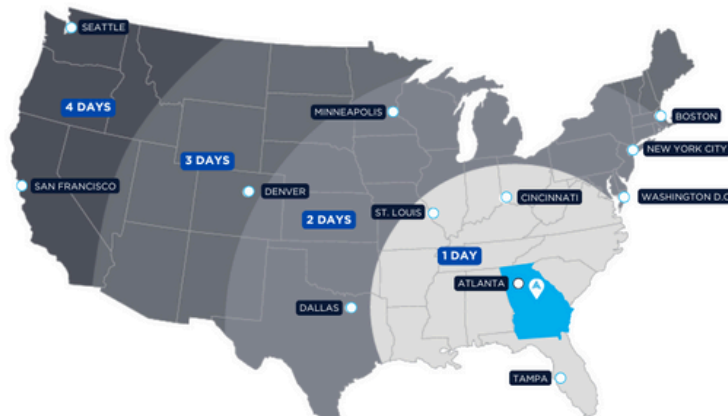 SEATTLE
4 DAYS
MINNEAPOLIS
BOSTON
NEW YORK CITY
3 DAYS
SAN FRANCISCO
DENVER
CINCINNATI
WASHINGTON D.C
ST. LOUIS
2 DAYS
1 DAY
ATLANTA
A
DALLAS
TAMPA